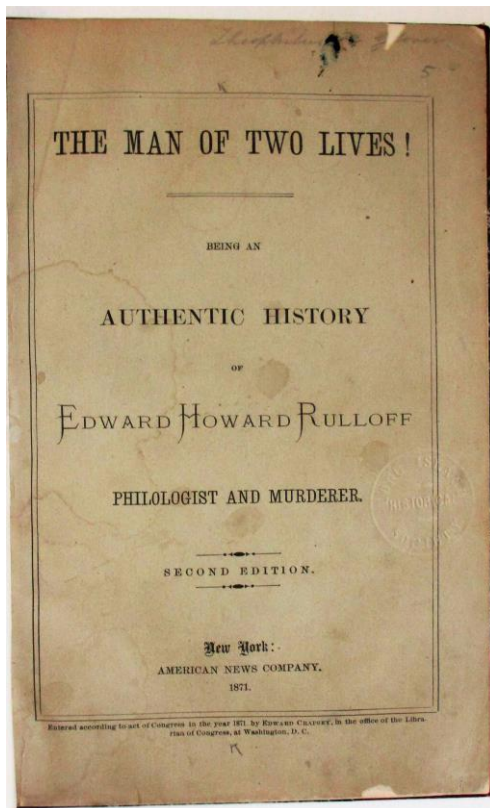 THE MAN OF TWO LIVES!
BEING AN
AUTHENTIC HISTORY
OF
EDWARD HOWARD RULLOFF
PHILOLOGIST AND MURDERER.
SECOND EDITION.
New York:
AMERICAN NEWS COMPANY.
1871.
Entered according to act of Congress in the year 1871 by EDWARD CRAPSEY, in the office of the Libra-
rian of Congress, at Washington, D. C.